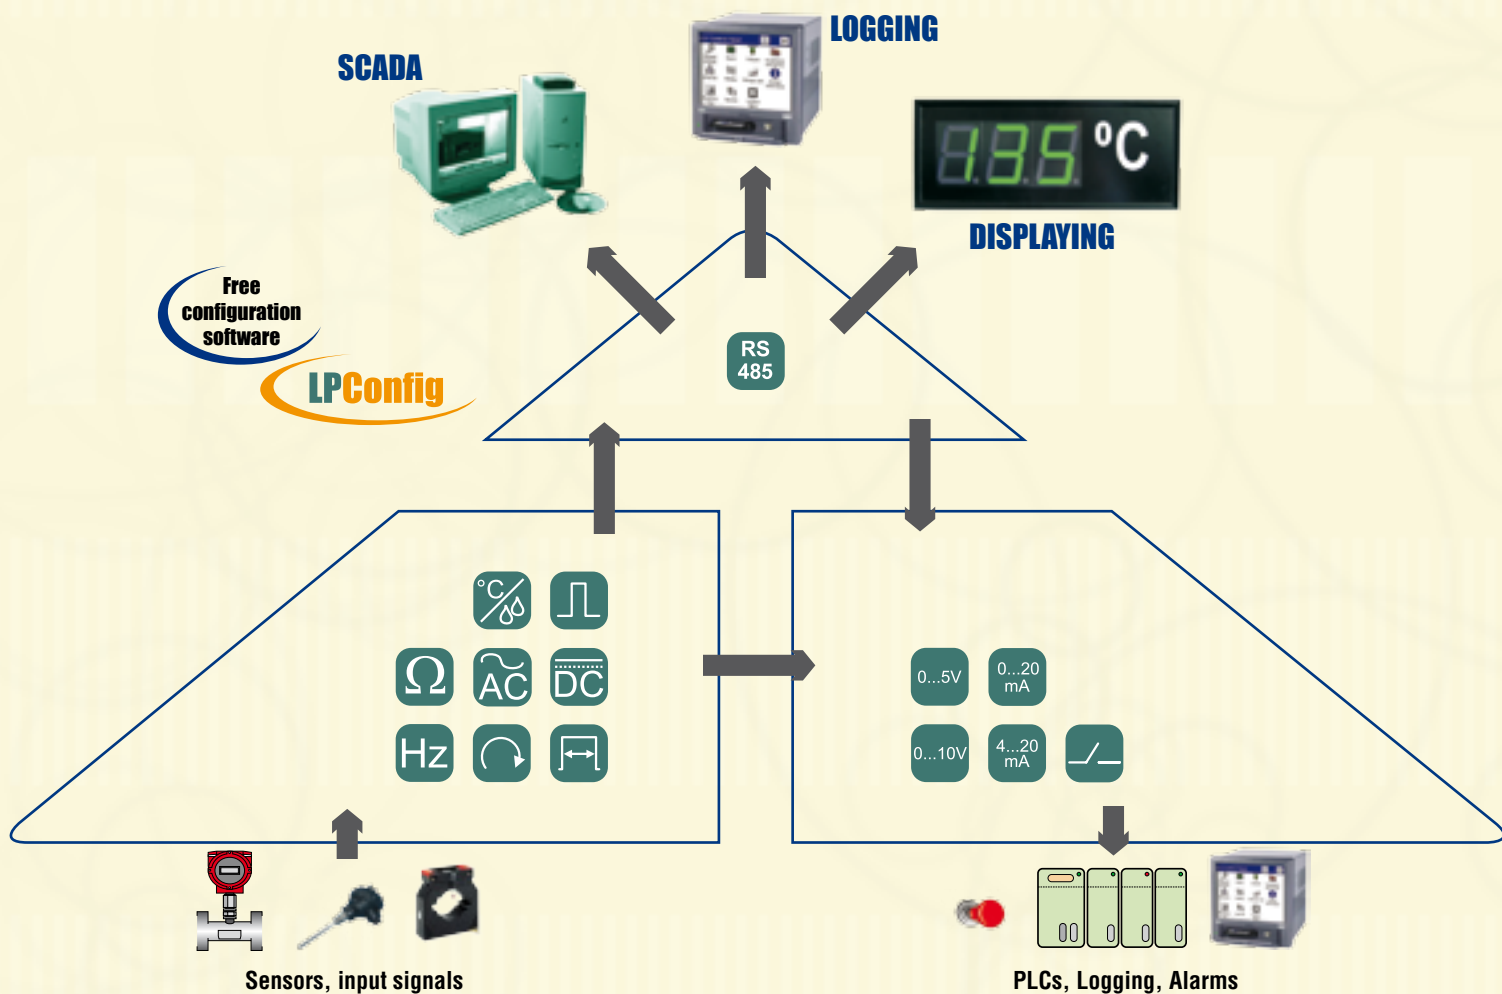 LOGGING
SCADA
135 °C
DISPLAYING
Free
configuration
software
LPConfig
RS
485
°C
Ω
AC
DC
Hz
0...5V
0...20
mA
0...10V
4...20
mA
Sensors, input signals
PLCs, Logging, Alarms